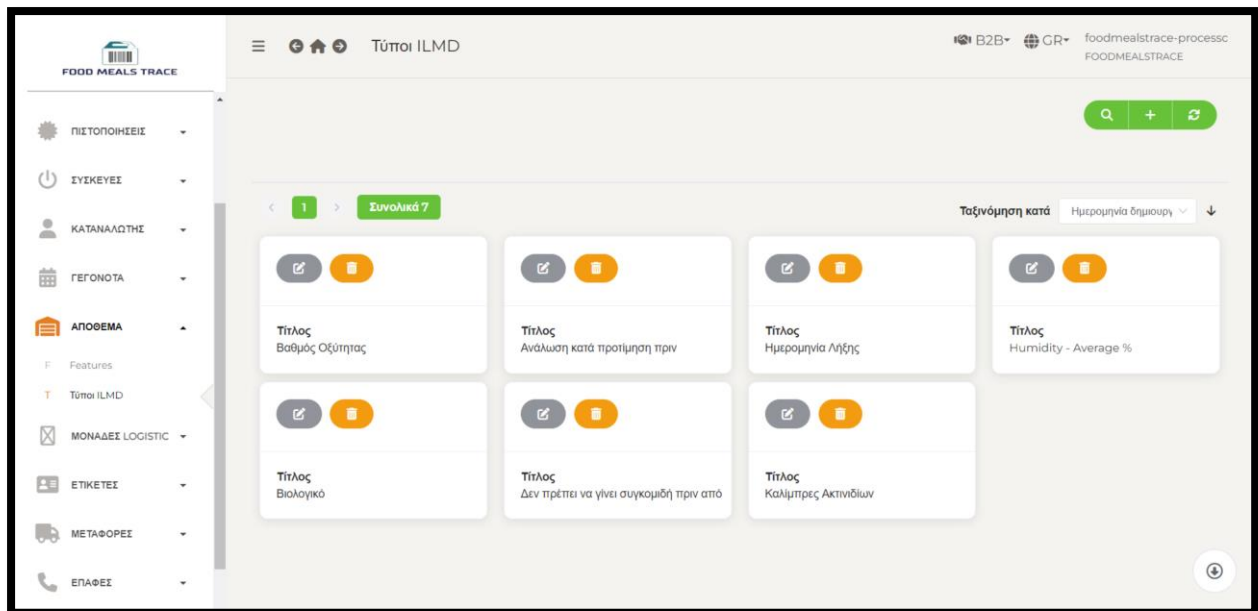 FOOD MEALS TRACE
Τύποι ILMD
B2B
GR
foodmealstrace-processc
FOODMEALSTRACE
ΠΙΣΤΟΠΟΙΗΣΕΙΣ
ΣΥΣΚΕΥΕΣ
ΚΑΤΑΝΑΛΩΤΗΣ
ΓΕΓΟΝΟΤΑ
ΑΠΟΘΕΜΑ
F Features
T Τύποι ILMD
ΜΟΝΑΔΕΣ LOGISTIC
ΕΤΙΚΕΤΕΣ
ΜΕΤΑΦΟΡΕΣ
ΕΠΑΦΕΣ
1
Συνολικά 7
Ταξινόμηση κατά
Ημερομηνία δημιουργ
Τίτλος
Βαθμός Οξύτητας
Τίτλος
Ανάλωση κατά προτίμηση πριν
Τίτλος
Ημερομηνία Λήξης
Τίτλος
Humidity - Average %
Τίτλος
Βιολογικό
Τίτλος
Δεν πρέπει να γίνει συγκομιδή πριν από
Τίτλος
Καλίμπρες Ακτινιδίων